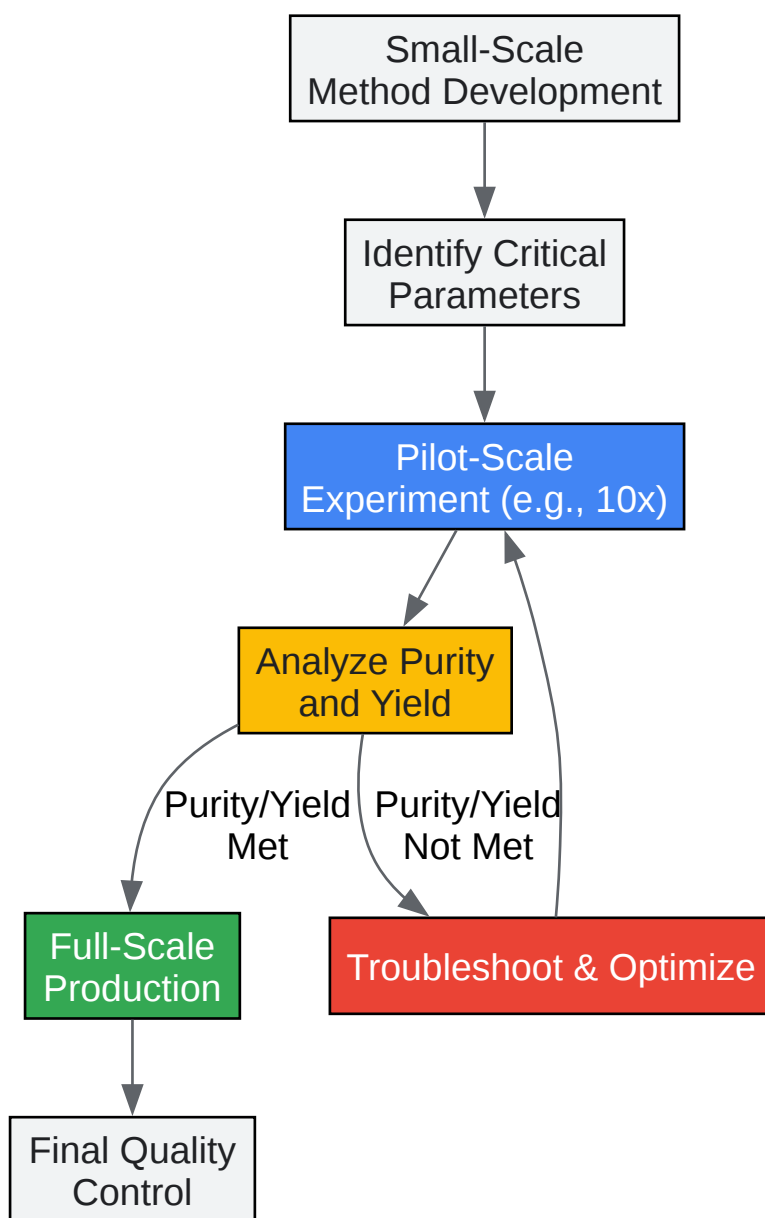 Small-Scale
Method Development
Identify Critical
Parameters
Pilot-Scale
Experiment (e.g., 10x)
Analyze Purity
and Yield
Purity/Yield
Met
Purity/Yield
Not Met
Full-Scale
Production
Troubleshoot & Optimize
Final Quality
Control